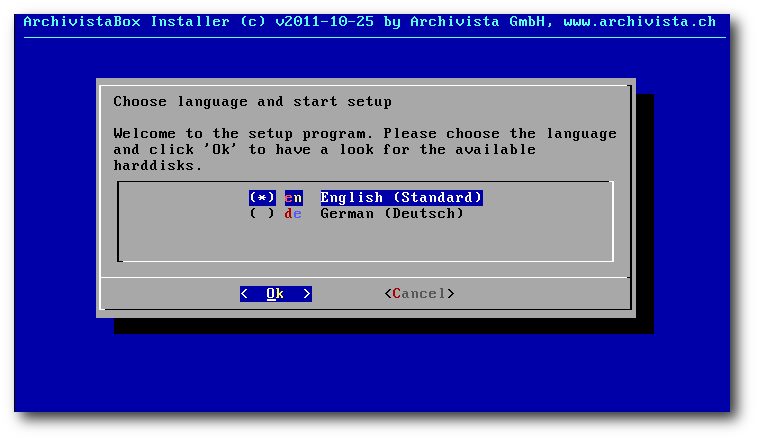 ArchivistaBox Installer (c) v2011-10-25 by Archivista GmbH, www.archivista.ch
Choose language and start setup
Welcome to the setup program. Please choose the language
and click 'Ok' to have a look for the available
harddisks.
(*) en English (Standard)
( ) de German (Deutsch)
< Ok > <Cancel>